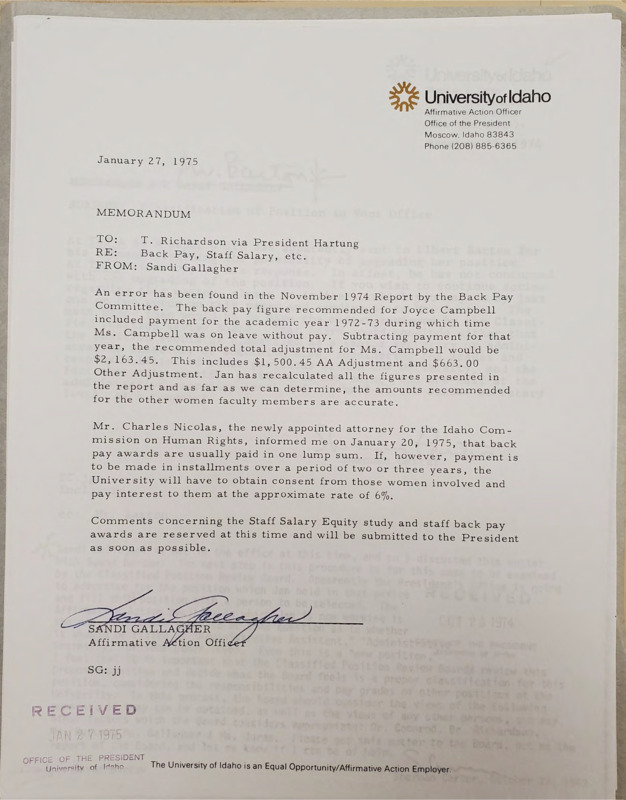 University of Idaho
Affirmative Action Officer
Office of the President
Moscow, Idaho 83843
Phone (208) 885-6365
January 27, 1975
MEMORANDUM
TO: T. Richardson via President Hartung
RE: Back Pay, Staff Salary, etc.
FROM: Sandi Gallagher
An error has been found in the November 1974 Report by the Back Pay
Committee. The back pay figure recommended for Joyce Campbell
included payment for the academic year 1972-73 during which time
Ms. Campbell was on leave without pay. Subtracting payment for that
year, the recommended total adjustment for Ms. Campbell would be
$2,163.45. This includes $1,500.45 AA Adjustment and $663.00
Other Adjustment. Jan has recalculated all the figures presented in
the report and as far as we can determine, the amounts recommended
for the other women faculty members are accurate.
Mr. Charles Nicolas, the newly appointed attorney for the Idaho Com-
mission on Human Rights, informed me on January 20, 1975, that back
pay awards are usually paid in one lump sum. If, however, payment is
to be made in installments over a period of two or three years, the
University will have to obtain consent from those women involved and
pay interest to them at the approximate rate of 6%.
Comments concerning the Staff Salary Equity study and staff back pay
awards are reserved at this time and will be submitted to the President
as soon as possible.
Sandi Gallagher
SANDI GALLAGHER
Affirmative Action Officer
SG: jj
RECEIVED
JAN 27 1975
OFFICE OF THE PRESIDENT
University of Idaho
The University of Idaho is an Equal Opportunity/Affirmative Action Employer.